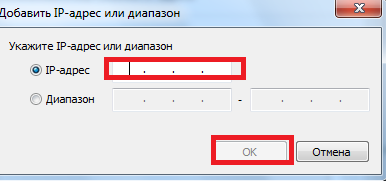 Добавить IP-адрес или диапазон
Укажите IP-адрес или диапазон
IP-адрес . . .
Диапазон . . . - . . .
OK Отмена